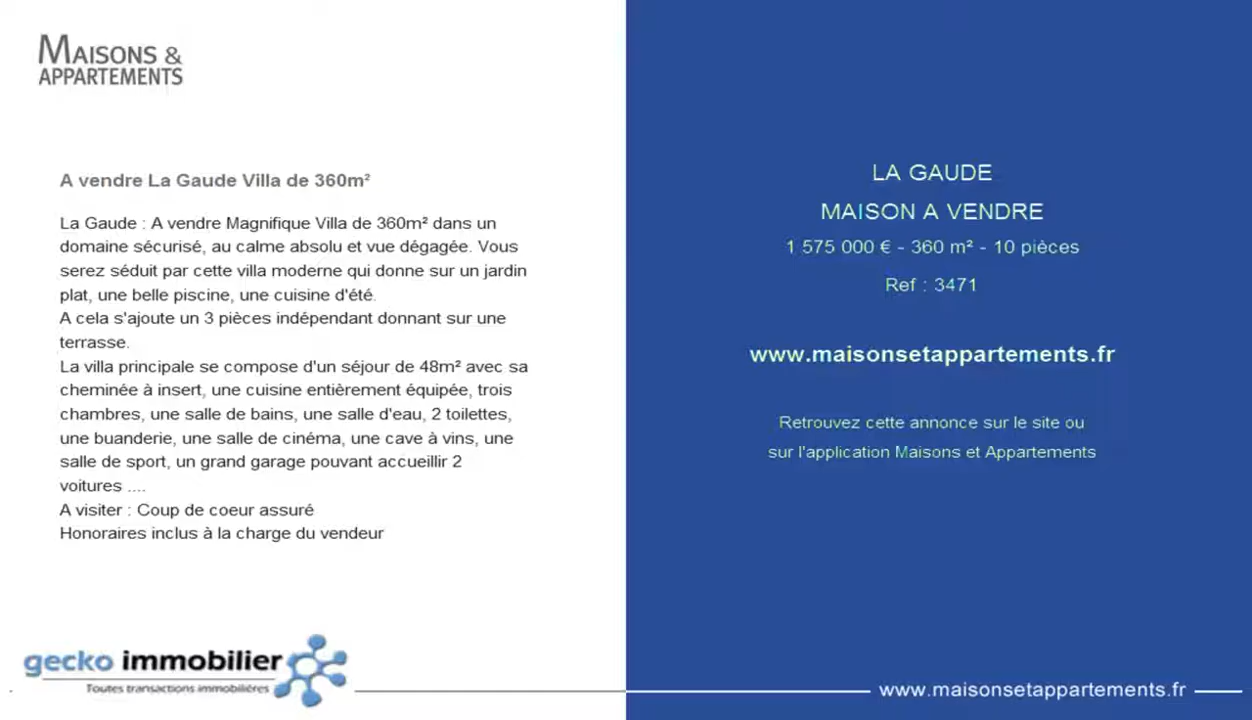 MAISONS &
APPARTEMENTS
A vendre La Gaude Villa de 360m²
La Gaude : A vendre Magnifique Villa de 360m² dans un
domaine sécurisé, au calme absolu et vue dégagée. Vous
serez séduit par cette villa moderne qui donne sur un jardin
plat, une belle piscine, une cuisine d'été.
A cela s'ajoute un 3 pièces indépendant donnant sur une
terrasse.
La villa principale se compose d'un séjour de 48m² avec sa
cheminée à insert, une cuisine entièrement équipée, trois
chambres, une salle de bains, une salle d'eau, 2 toilettes,
une buanderie, une salle de cinéma, une cave à vins, une
salle de sport, un grand garage pouvant accueillir 2
voitures ....
A visiter : Coup de coeur assuré
Honoraires inclus à la charge du vendeur
gecko immobilier
Toutes transactions immobilières
LA GAUDE
MAISON A VENDRE
1 575 000 € - 360 m² - 10 pièces
Ref : 3471
www.maisonsetappartements.fr
Retrouvez cette annonce sur le site ou
sur l'application Maisons et Appartements
www.maisonsetappartements.fr